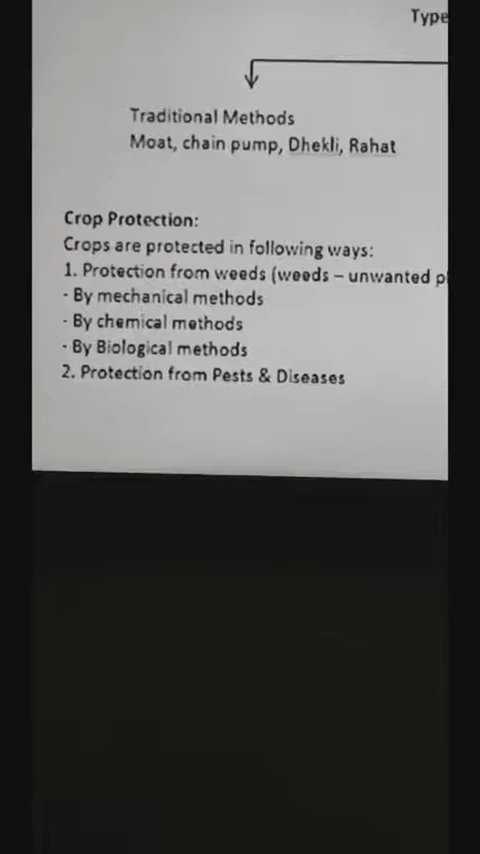 Type
Traditional Methods
Moat, chain pump, Dhekli, Rahat
Crop Protection:
Crops are protected in following ways:
1. Protection from weeds (weeds – unwanted p
- By mechanical methods
- By chemical methods
- By Biological methods
2. Protection from Pests & Diseases